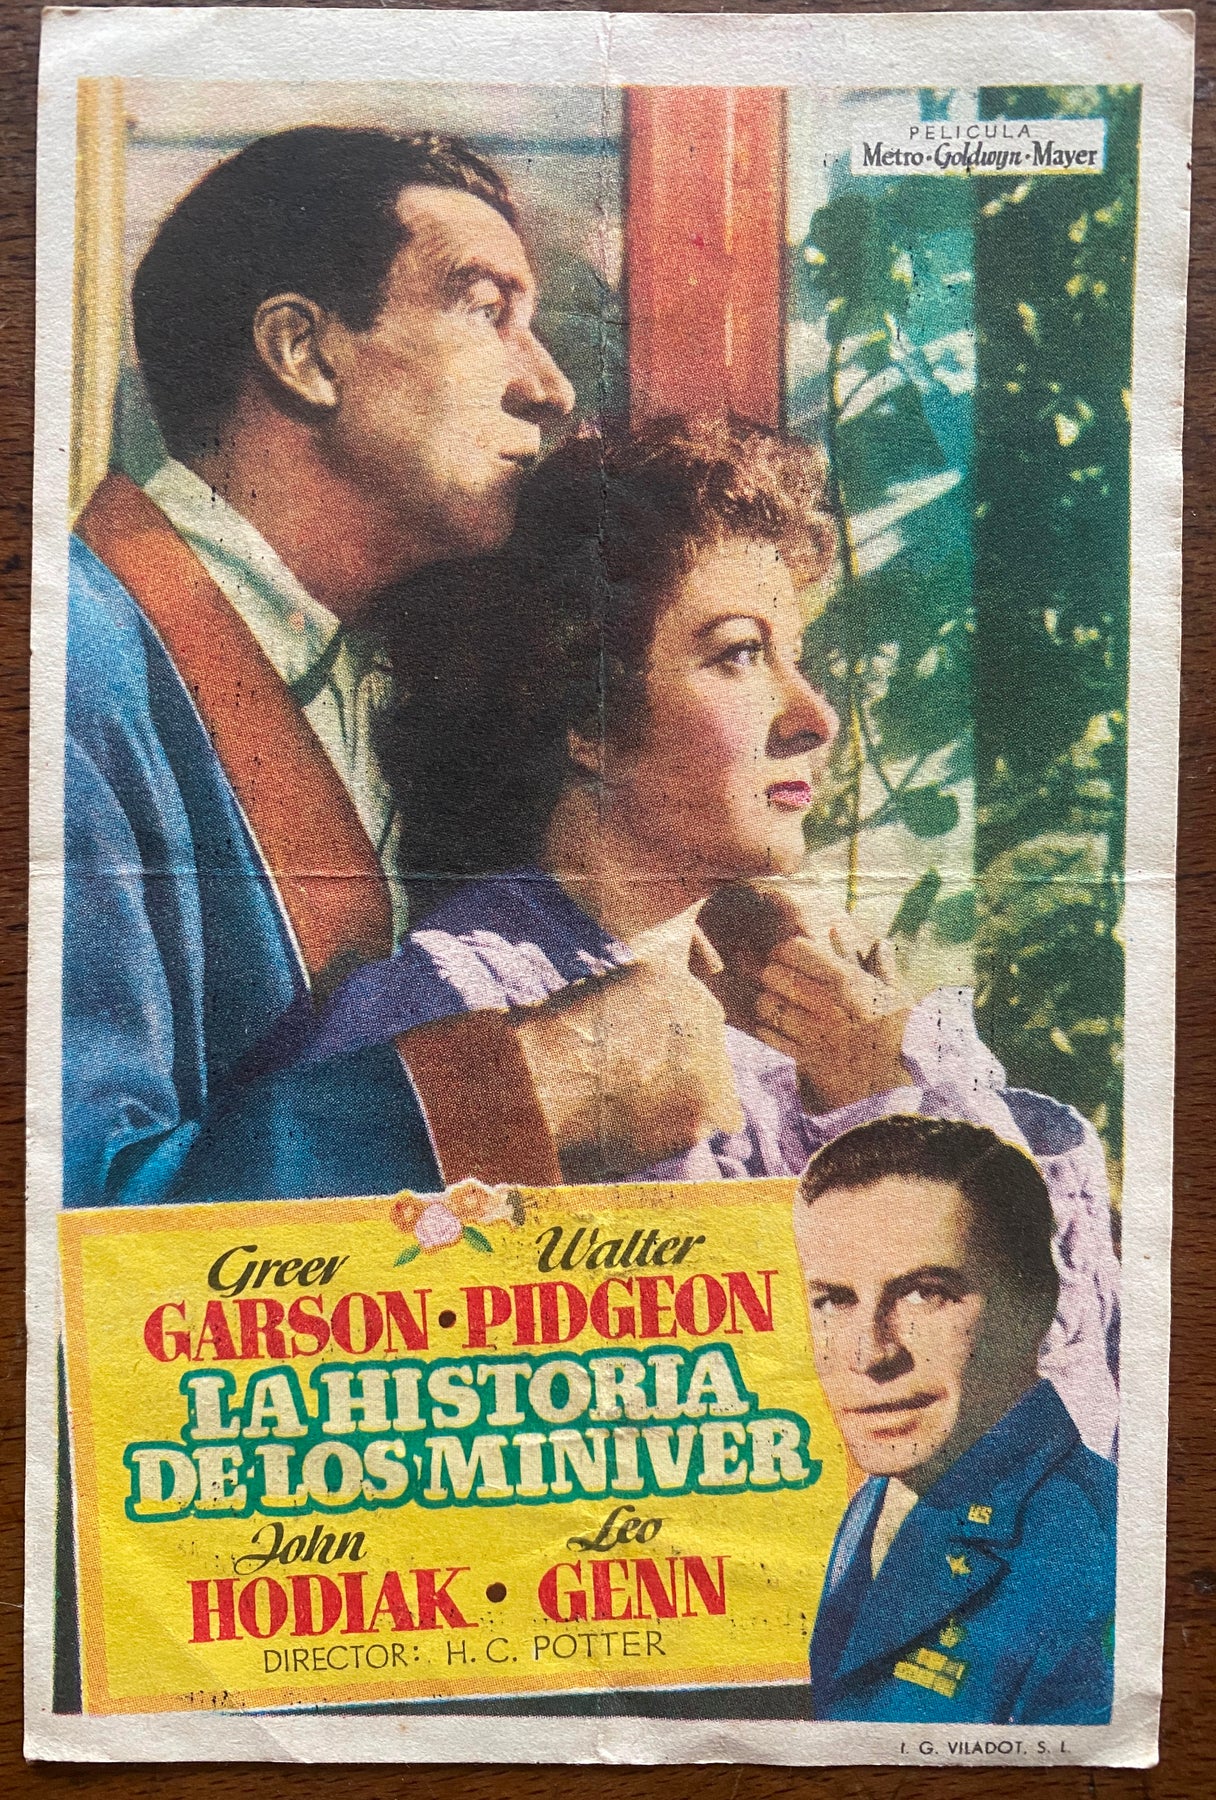 PELICULA
Metro-Goldwyn-Mayer
Greer Walter
GARSON · PIDGEON
LA HISTORIA
DE LOS MINIVER
John Leo
HODIAK · GENN
DIRECTOR: H. C. POTTER
I. G. VILADOT, S. L.